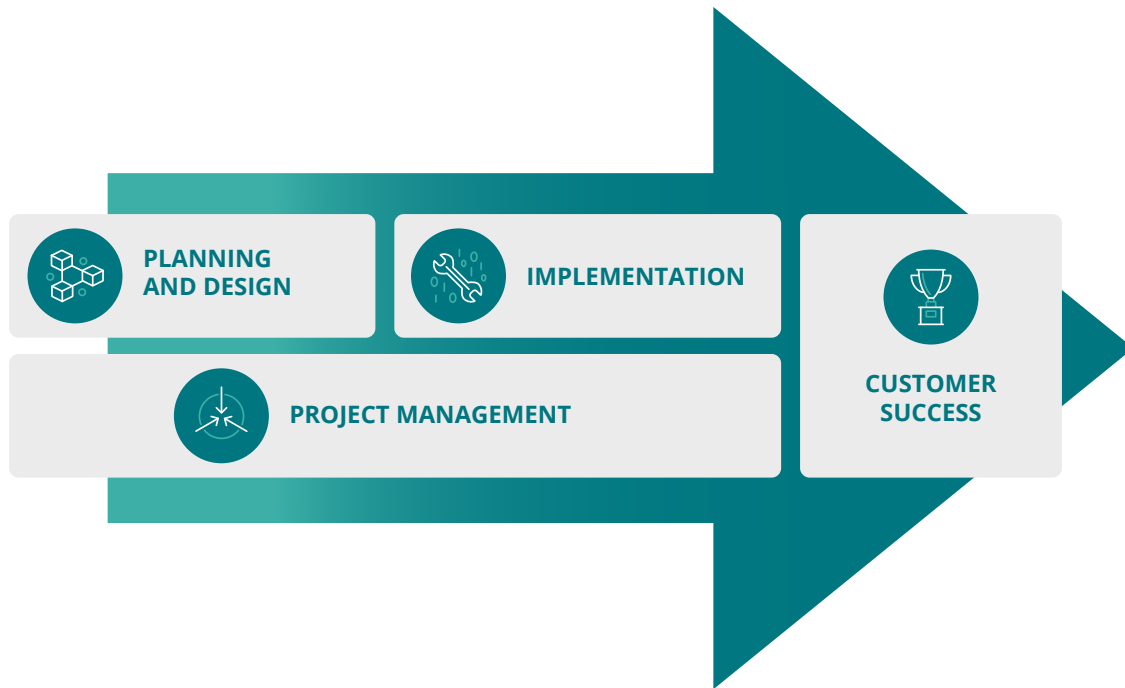 PLANNING
AND DESIGN
IMPLEMENTATION
PROJECT MANAGEMENT
CUSTOMER
SUCCESS